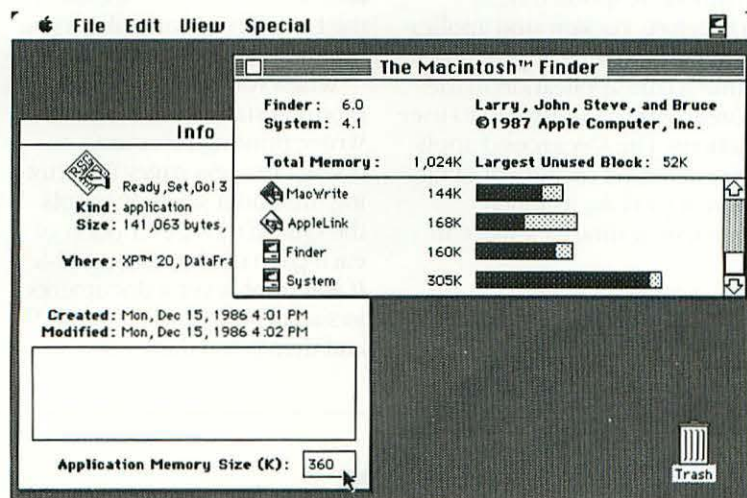 File Edit View Special
The Macintosh™ Finder
Finder: 6.0 Larry, John, Steve, and Bruce
System: 4.1 ©1987 Apple Computer, Inc.
Total Memory: 1,024K Largest Unused Block: 52K
MacWrite 144K
AppleLink 168K
Finder 160K
System 305K
Info
Ready,Set,Go! 3
Kind: application
Size: 141,063 bytes,
Where: XP™ 20, DataFra
Created: Mon, Dec 15, 1986 4:01 PM
Modified: Mon, Dec 15, 1986 4:02 PM
Application Memory Size (K): 360
Trash